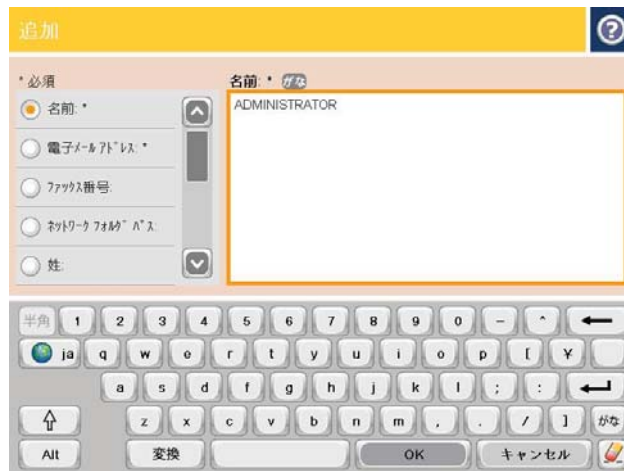 追加
* 必須
名前: * がな
名前: *
電子ﾒｰﾙ ｱﾄﾞﾚｽ: *
ﾌｧｯｸｽ番号:
ﾈｯﾄﾜｰｸ ﾌｫﾙﾀﾞ ﾊﾟｽ:
姓:
ADMINISTRATOR
半角 1 2 3 4 5 6 7 8 9 0 - ^
ja q w e r t y u i o p [ ¥
a s d f g h j k l ; :
z x c v b n m , . / ] がな
Alt 変換 OK キャンセル